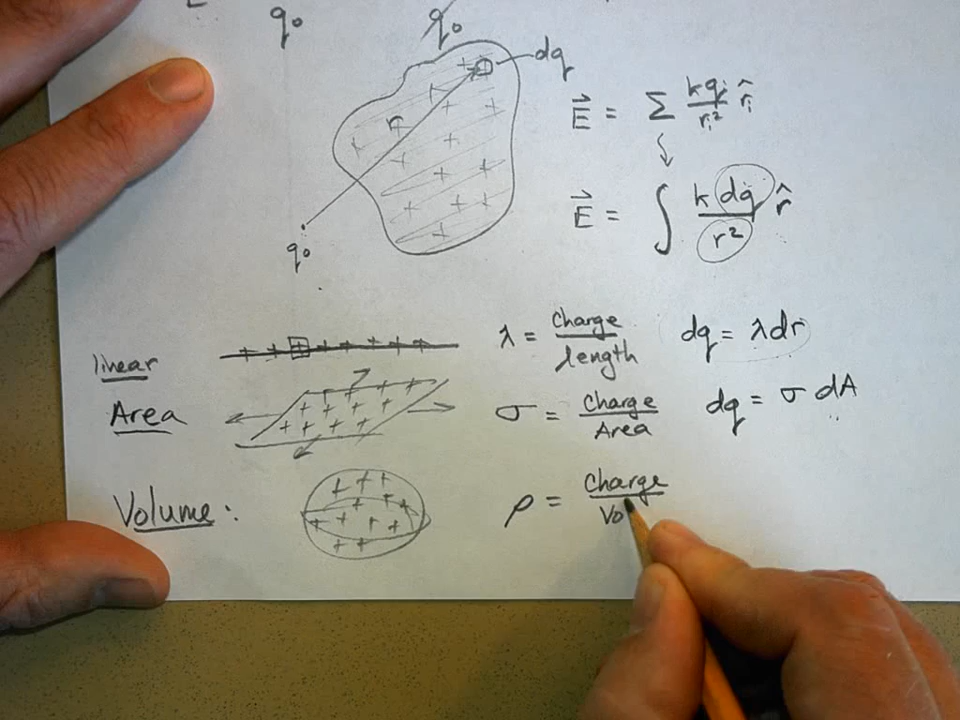 q₀ q₀
dq
E⃗ = Σ kqᵢ/rᵢ² r̂ᵢ
r
E⃗ = ∫ k dq/r² r̂
q₀
linear λ = Charge/length dq = λdr
Area σ = Charge/Area dq = σ dA
Volume: ρ = Charge/Vo